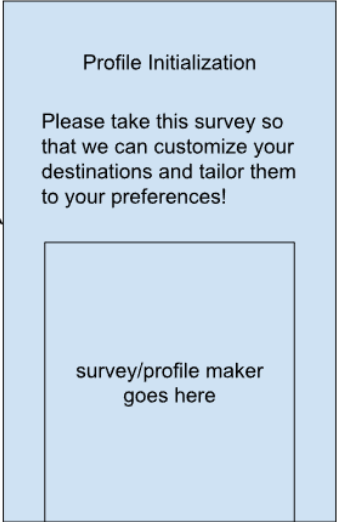 Profile Initialization
Please take this survey so
that we can customize your
destinations and tailor them
to your preferences!
survey/profile maker
goes here